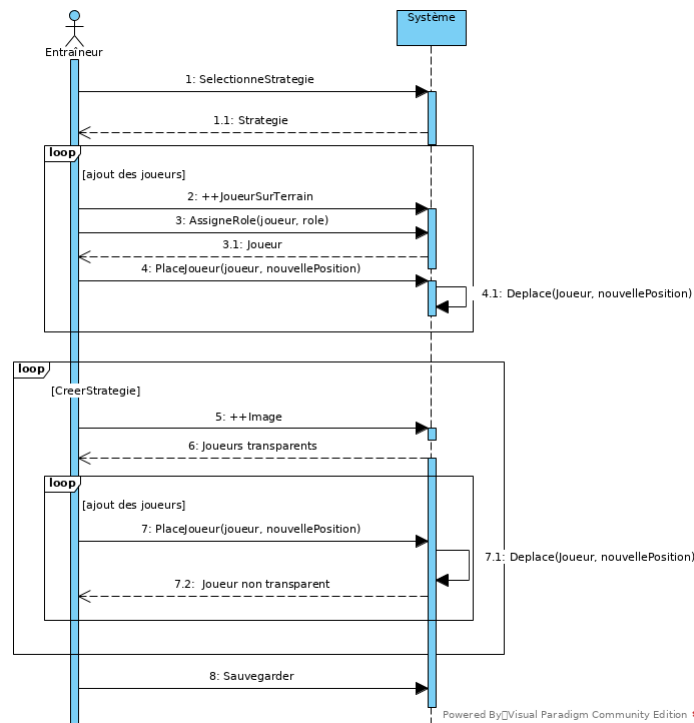 Système
Entraîneur
1: SelectionneStrategie
1.1: Strategie
loop
[ajout des joueurs]
2: ++JoueurSurTerrain
3: AssigneRole(joueur, role)
3.1: Joueur
4: PlaceJoueur(joueur, nouvellePosition)
4.1: Deplace(Joueur, nouvellePosition)
loop
[CreerStrategie]
5: ++Image
6: Joueurs transparents
loop
[ajout des joueurs]
7: PlaceJoueur(joueur, nouvellePosition)
7.1: Deplace(Joueur, nouvellePosition)
7.2: Joueur non transparent
8: Sauvegarder
Powered By Visual Paradigm Community Edition